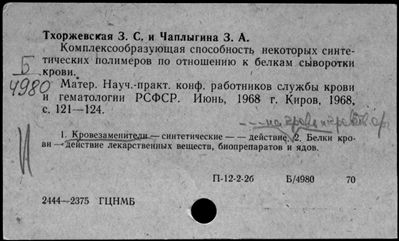 Тхоржевская З. С. и Чаплыгина З. А.
Комплексообразующая способность некоторых синте-
тических полимеров по отношению к белкам сыворотки
крови.
Б
4980
Матер. Науч.-практ. конф. работников службы крови
и гематологии РСФСР. Июнь, 1968 г. Киров, 1968,
с. 121—124.
1. Кровезаменители — синтетические — — действие. 2. Белки кро-
ви — действие лекарственных веществ, биопрепаратов и ядов.
И
П-12-2-2б Б/4980 70
2444—2375 ГЦНМБ